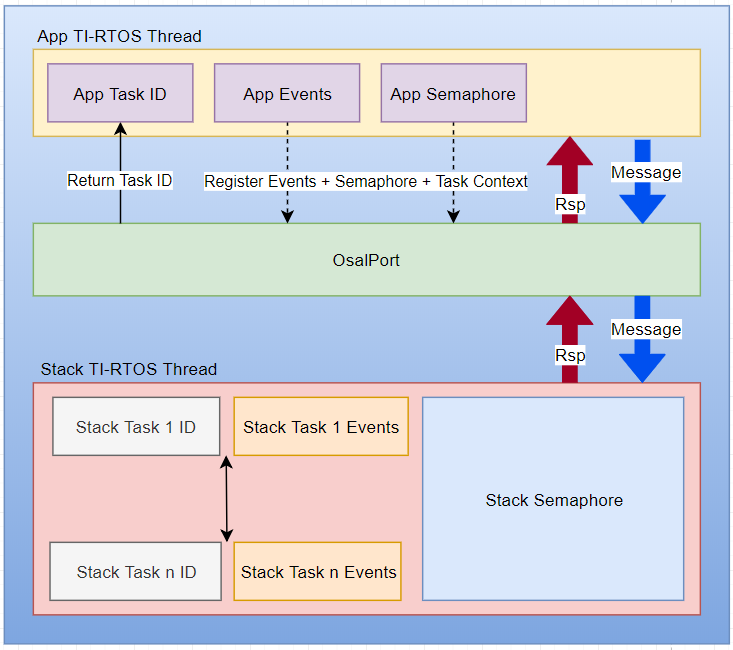 App TI-RTOS Thread
App Task ID
App Events
App Semaphore
Return Task ID
Register Events + Semaphore + Task Context
Message
Rsp
OsalPort
Message
Rsp
Stack TI-RTOS Thread
Stack Task 1 ID
Stack Task 1 Events
Stack Semaphore
Stack Task n ID
Stack Task n Events